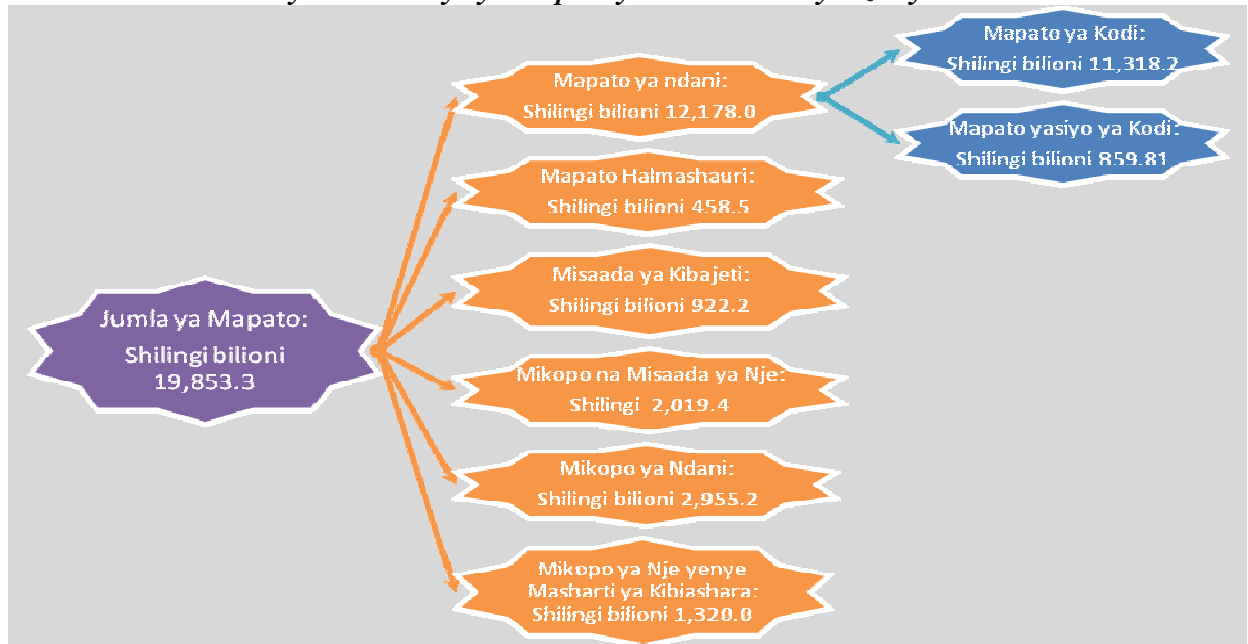 Jumla ya Mapato:
Shilingi bilioni
19,853.3
Mapato ya ndani:
Shilingi bilioni 12,178.0
Mapato Halmashauri:
Shilingi bilioni 458.5
Misaada ya Kibajeti:
Shilingi bilioni 922.2
Mikopo na Misaada ya Nje:
Shilingi 2,019.4
Mikopo ya Ndani:
Shilingi bilioni 2,955.2
Mikopo ya Nje yenye
Masharti ya Kibiashara:
Shilingi bilioni 1,320.0
Mapato ya Kodi:
Shilingi bilioni 11,318.2
Mapato yasiyo ya Kodi:
Shilingi bilioni 859.81